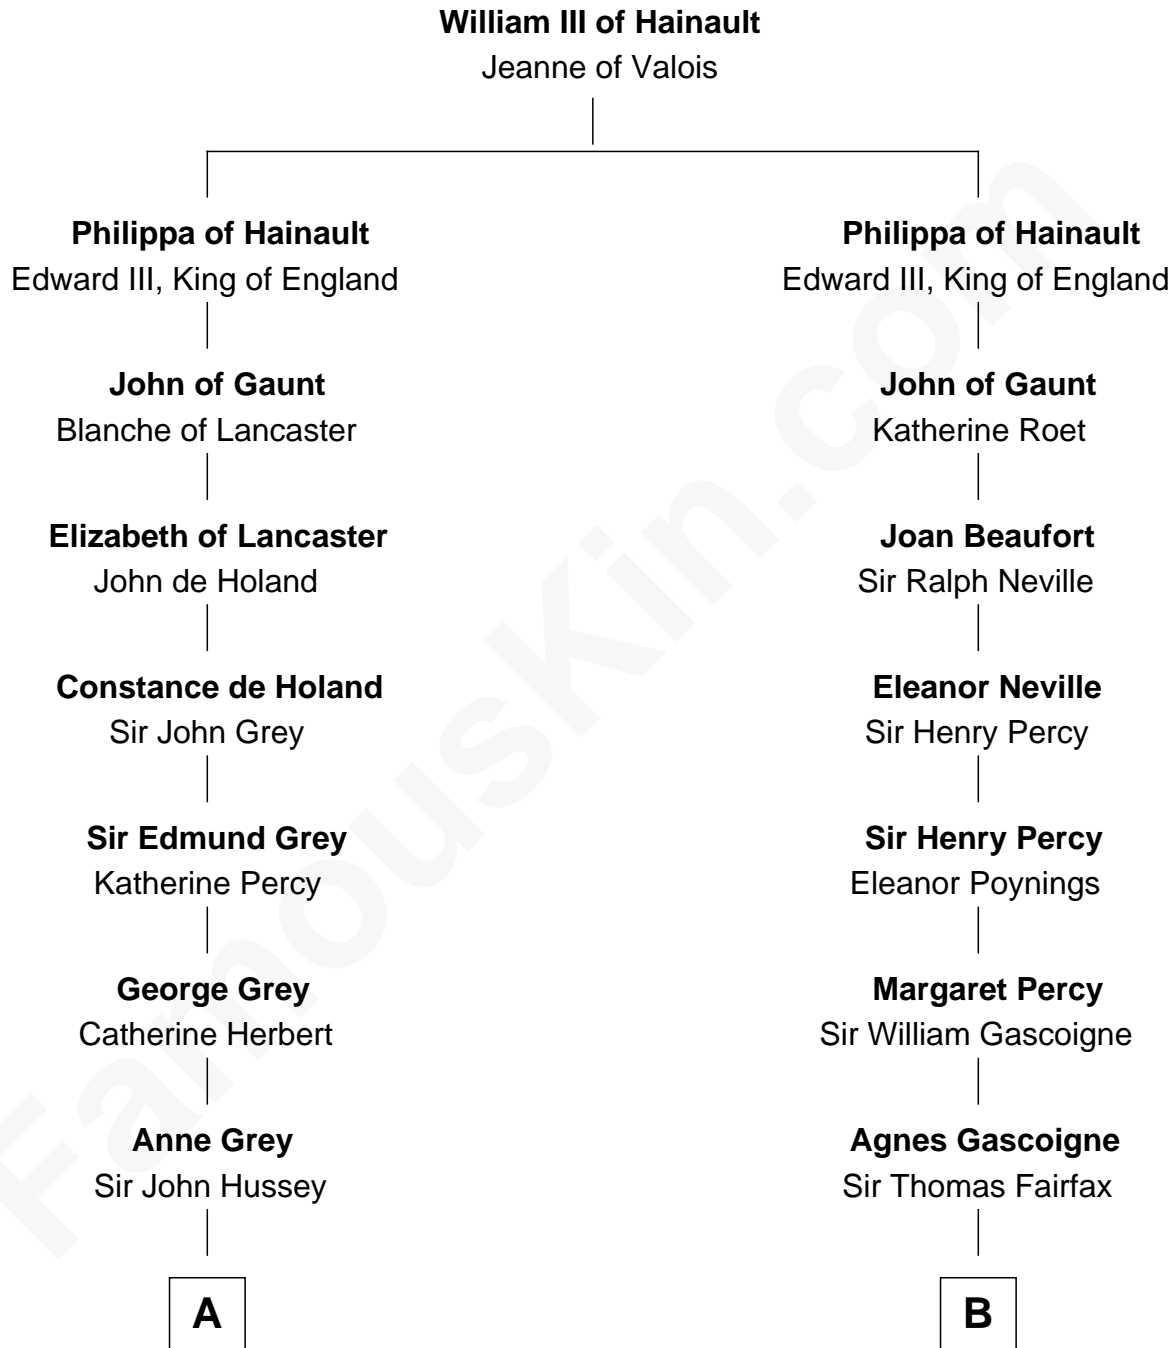 William III of Hainault
Jeanne of Valois
Philippa of Hainault
Edward III, King of England
John of Gaunt
Blanche of Lancaster
Elizabeth of Lancaster
John de Holand
Constance de Holand
Sir John Grey
Sir Edmund Grey
Katherine Percy
George Grey
Catherine Herbert
Anne Grey
Sir John Hussey
A
Philippa of Hainault
Edward III, King of England
John of Gaunt
Katherine Roet
Joan Beaufort
Sir Ralph Neville
Eleanor Neville
Sir Henry Percy
Sir Henry Percy
Eleanor Poynings
Margaret Percy
Sir William Gascoigne
Agnes Gascoigne
Sir Thomas Fairfax
B
FamousKin.com